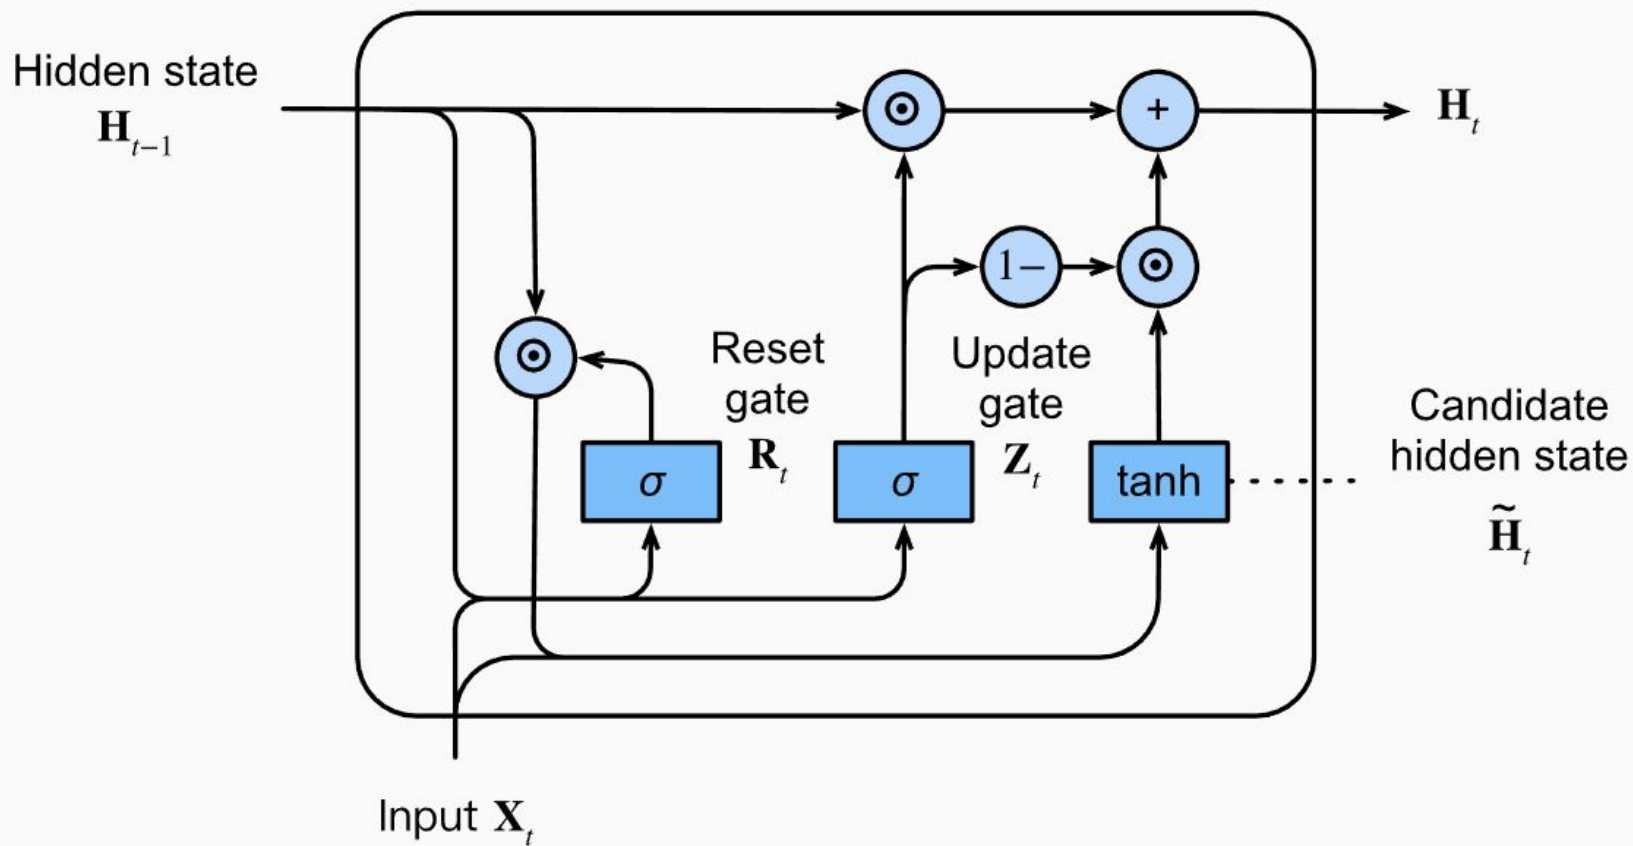 Hidden state
H_{t−1}
⊙
+
H_t
1−
⊙
⊙
Reset
gate
R_t
Update
gate
Z_t
Candidate
hidden state
H̃_t
σ
σ
tanh
Input X_t